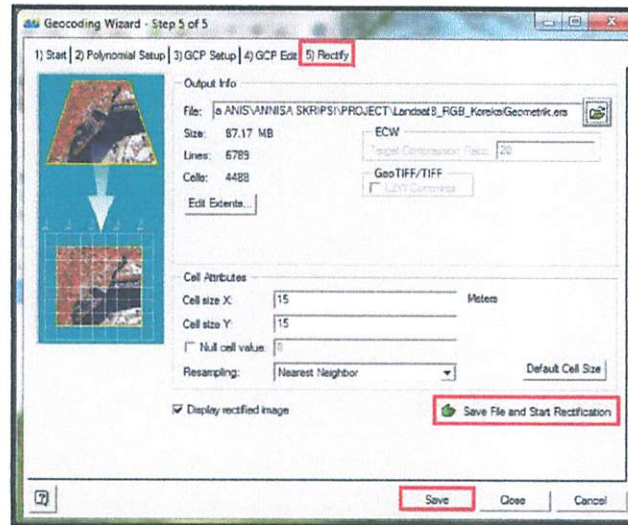 Geocoding Wizard - Step 5 of 5
1) Start 2) Polynomial Setup 3) GCP Setup 4) GCP Edit 5) Rectify
Output Info
File: a ANIS\ANNISA SKRIPSI\PROJECT\Landsat8_RGB_KoreksiGeometrik.ers
Size: 87.17 MB
ECW
Target Compression Ratio: 20
Lines: 6789
Cells: 4488
GeoTIFF/TIFF
Edit Extents...
Cell Attributes
Cell size X: 15 Meters
Cell size Y: 15
Null cell value: 0
Resampling: Nearest Neighbor
Default Cell Size
Display rectified image
Save File and Start Rectification
Save Close Cancel